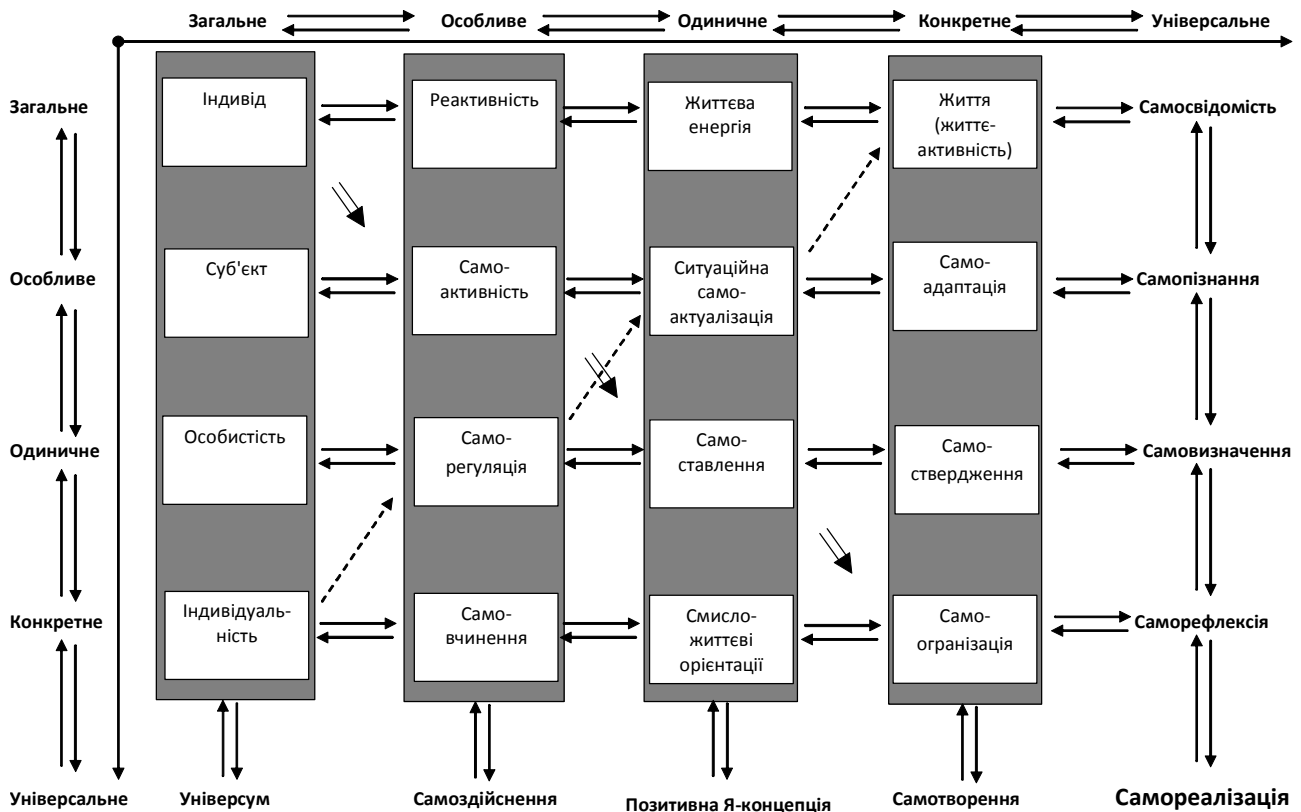 Загальне Особливе Одиничне Конкретне Універсальне
Загальне
Індивід
Реактивність
Життєва
енергія
Життя
(життє-
активність)
Самосвідомість
Особливе
Суб'єкт
Само-
активність
Ситуаційна
само-
актуалізація
Само-
адаптація
Самопізнання
Одиничне
Особистість
Само-
регуляція
Само-
ставлення
Само-
ствердження
Самовизначення
Конкретне
Індивідуаль-
ність
Само-
вчинення
Смисло-
життєві
орієнтації
Само-
огранізація
Саморефлексія
Універсальне
Універсум
Самоздійснення
Позитивна Я-концепція
Самотворення
Самореалізація